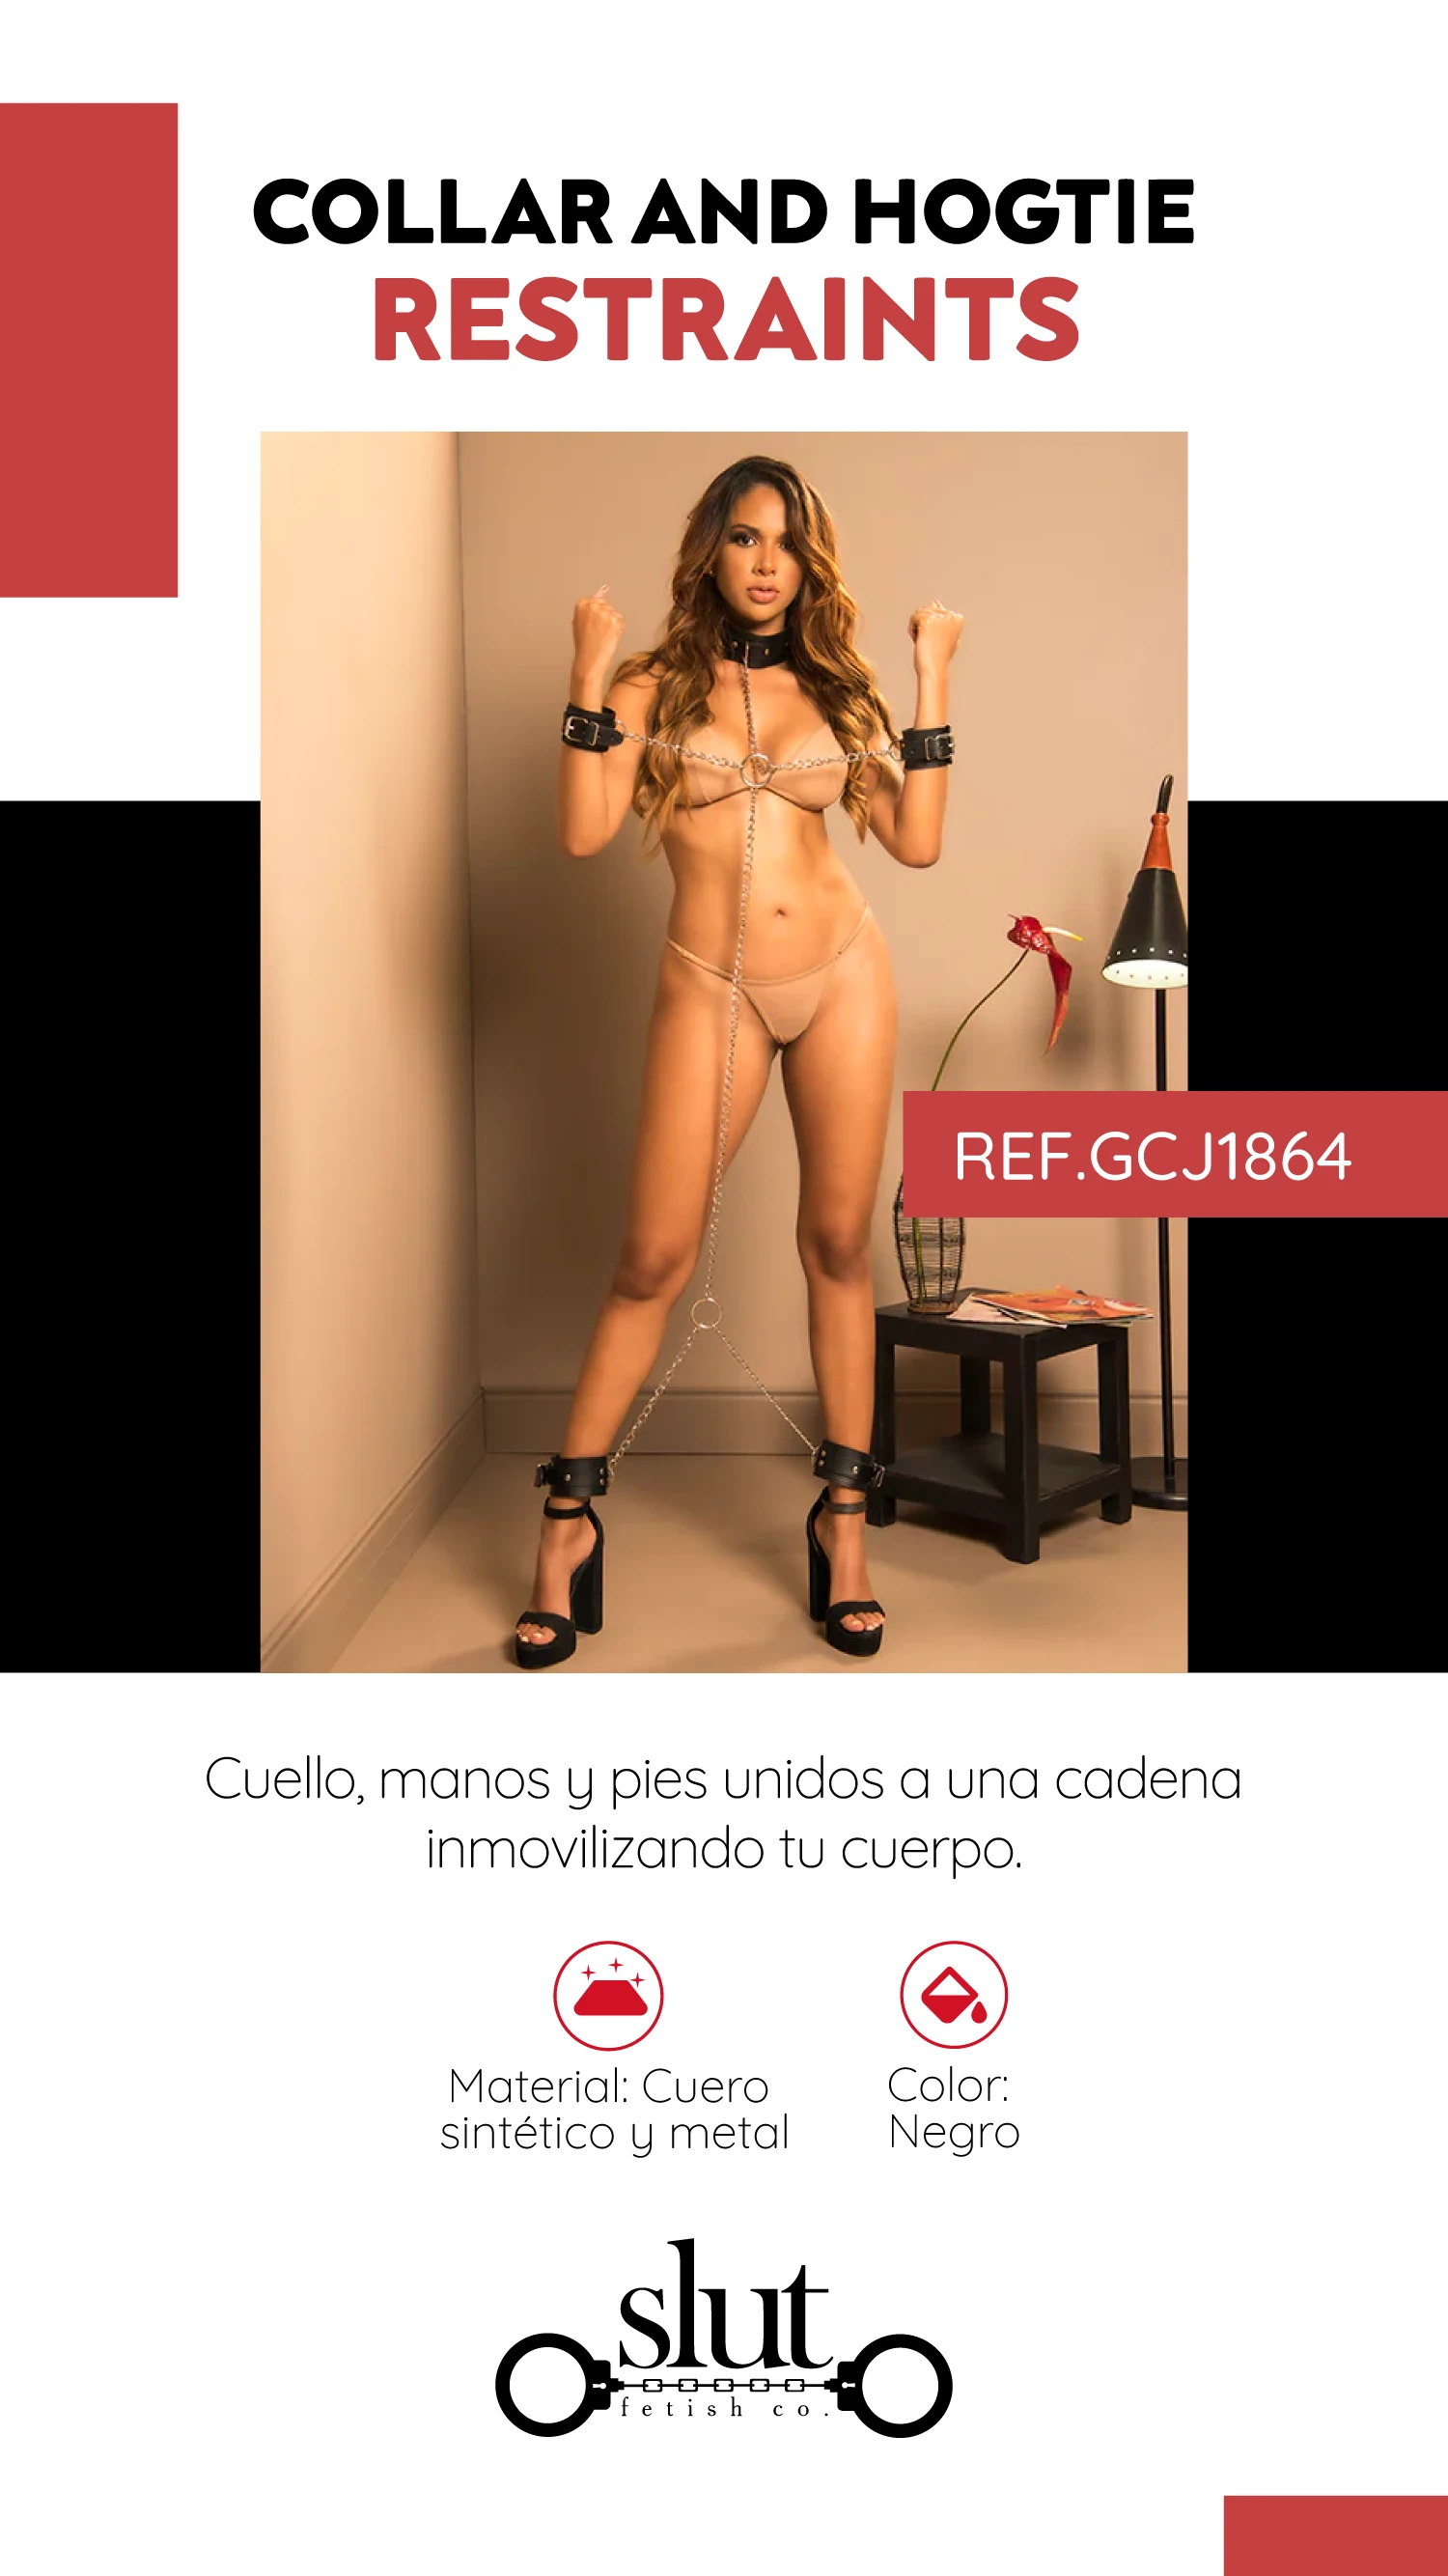 COLLAR AND HOGTIE
RESTRAINTS
REF.GCJ1864
Cuello, manos y pies unidos a una cadena
inmovilizando tu cuerpo.
Material: Cuero
sintético y metal
Color:
Negro
slut
fetish co.